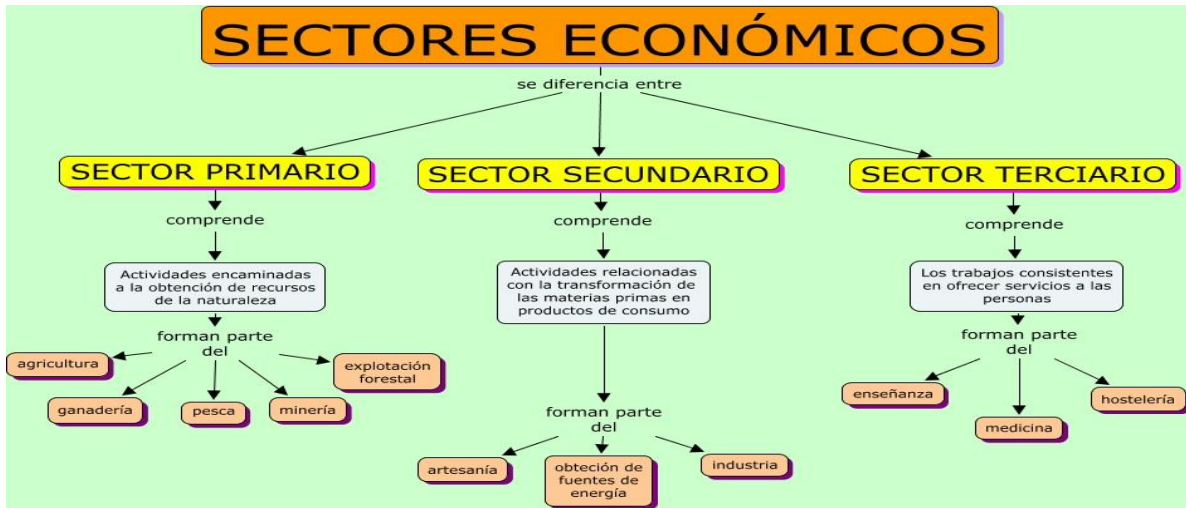 SECTORES ECONÓMICOS
se diferencia entre
SECTOR PRIMARIO
comprende
Actividades encaminadas
a la obtención de recursos
de la naturaleza
forman parte
del
agricultura
ganadería
pesca
minería
explotación
forestal
SECTOR SECUNDARIO
comprende
Actividades relacionadas
con la transformación de
las materias primas en
productos de consumo
forman parte
del
artesanía
obteción de
fuentes de
energía
industria
SECTOR TERCIARIO
comprende
Los trabajos consistentes
en ofrecer servicios a las
personas
forman parte
del
enseñanza
medicina
hostelería